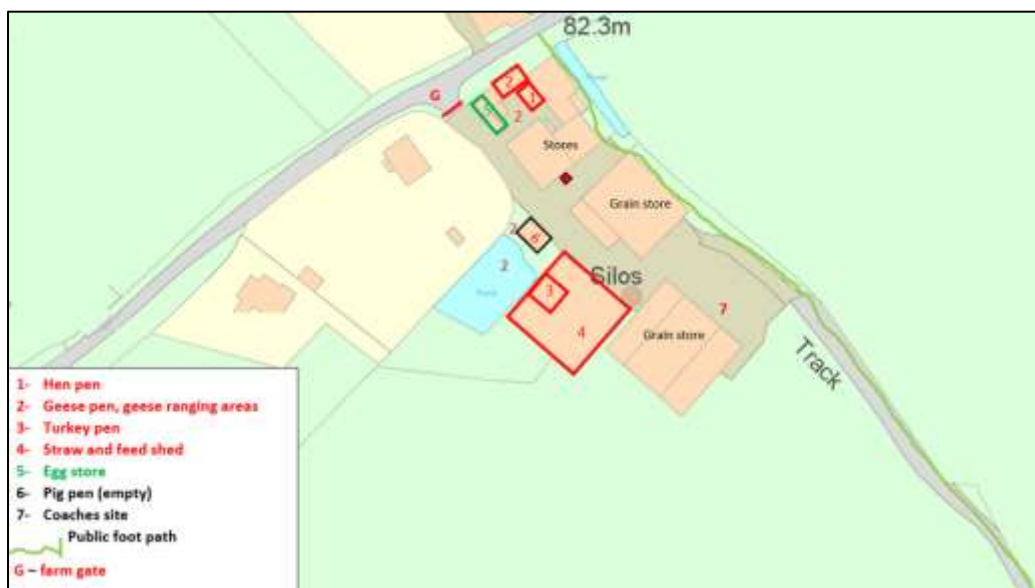 82.3m
G
2
1
5
2
Stores
Grain store
2
6
2
Silos
3
7
4
Grain store
Track
1- Hen pen
2- Geese pen, geese ranging areas
3- Turkey pen
4- Straw and feed shed
5- Egg store
6- Pig pen (empty)
7- Coaches site
Public foot path
G – farm gate